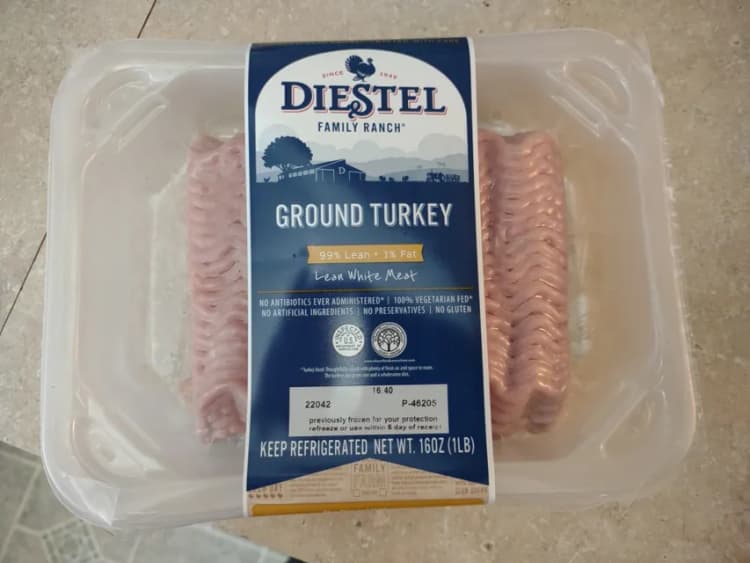 SINCE 1949
DIESTEL
FAMILY RANCH®
D
GROUND TURKEY
99% Lean • 1% Fat
Lean White Meat
NO ANTIBIOTICS EVER ADMINISTERED* | 100% VEGETARIAN FED*
NO ARTIFICIAL INGREDIENTS | NO PRESERVATIVES | NO GLUTEN
16:40
22042 P-46205
previously frozen for your protection
refreeze or use within 5 day of receipt
KEEP REFRIGERATED NET WT. 16OZ (1LB)
FAMILY